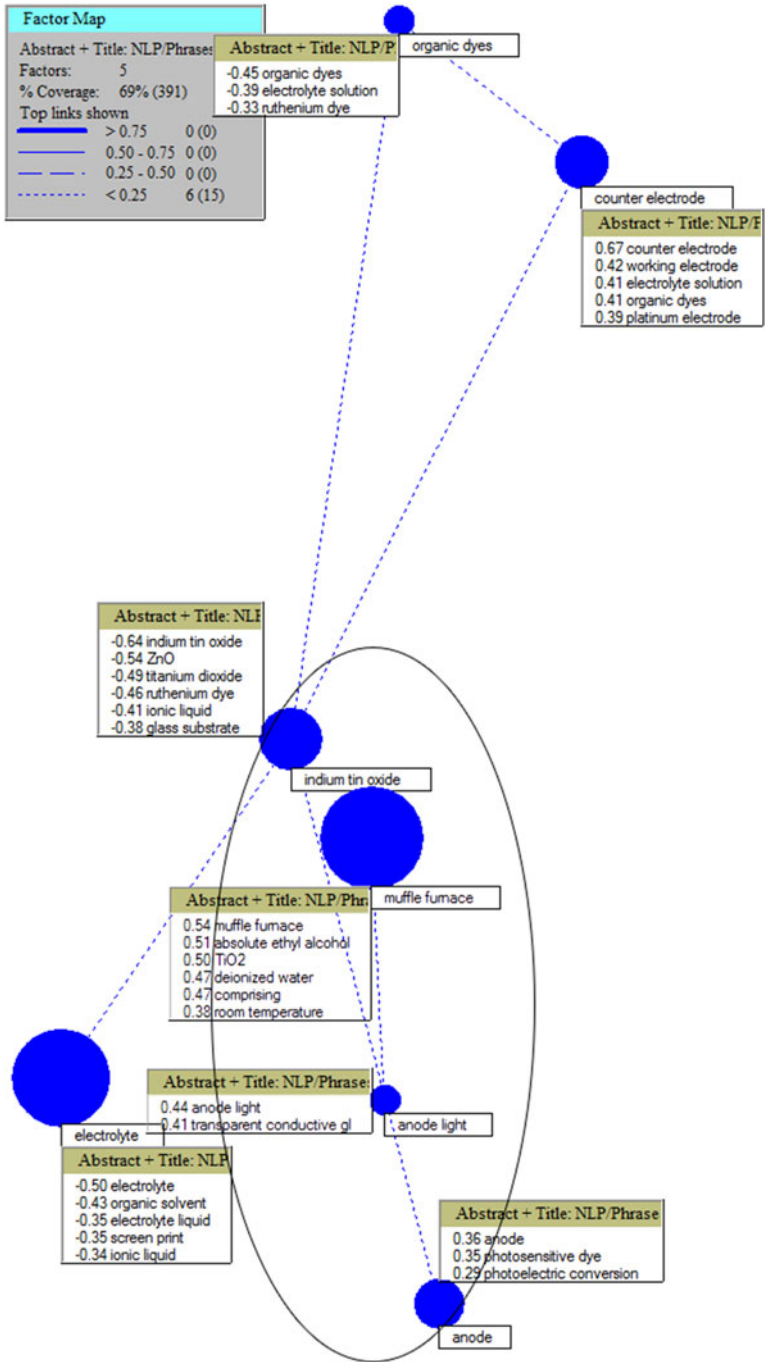 Factor Map
Abstract + Title: NLP/Phrases
Factors: 5
% Coverage: 69% (391)
Top links shown
> 0.75 0 (0)
0.50 - 0.75 0 (0)
0.25 - 0.50 0 (0)
< 0.25 6 (15)
organic dyes
Abstract + Title: NLP/P
-0.45 organic dyes
-0.39 electrolyte solution
-0.33 ruthenium dye
counter electrode
Abstract + Title: NLP/F
0.67 counter electrode
0.42 working electrode
0.41 electrolyte solution
0.41 organic dyes
0.39 platinum electrode
Abstract + Title: NLP
-0.64 indium tin oxide
-0.54 ZnO
-0.49 titanium dioxide
-0.46 ruthenium dye
-0.41 ionic liquid
-0.38 glass substrate
indium tin oxide
muffle furnace
Abstract + Title: NLP/Phra
0.54 muffle furnace
0.51 absolute ethyl alcohol
0.50 TiO2
0.47 deionized water
0.47 comprising
0.38 room temperature
Abstract + Title: NLP/Phrases
0.44 anode light
0.41 transparent conductive gl
anode light
electrolyte
Abstract + Title: NLP
-0.50 electrolyte
-0.43 organic solvent
-0.35 electrolyte liquid
-0.35 screen print
-0.34 ionic liquid
Abstract + Title: NLP/Phrase
0.36 anode
0.35 photosensitive dye
0.29 photoelectric conversion
anode